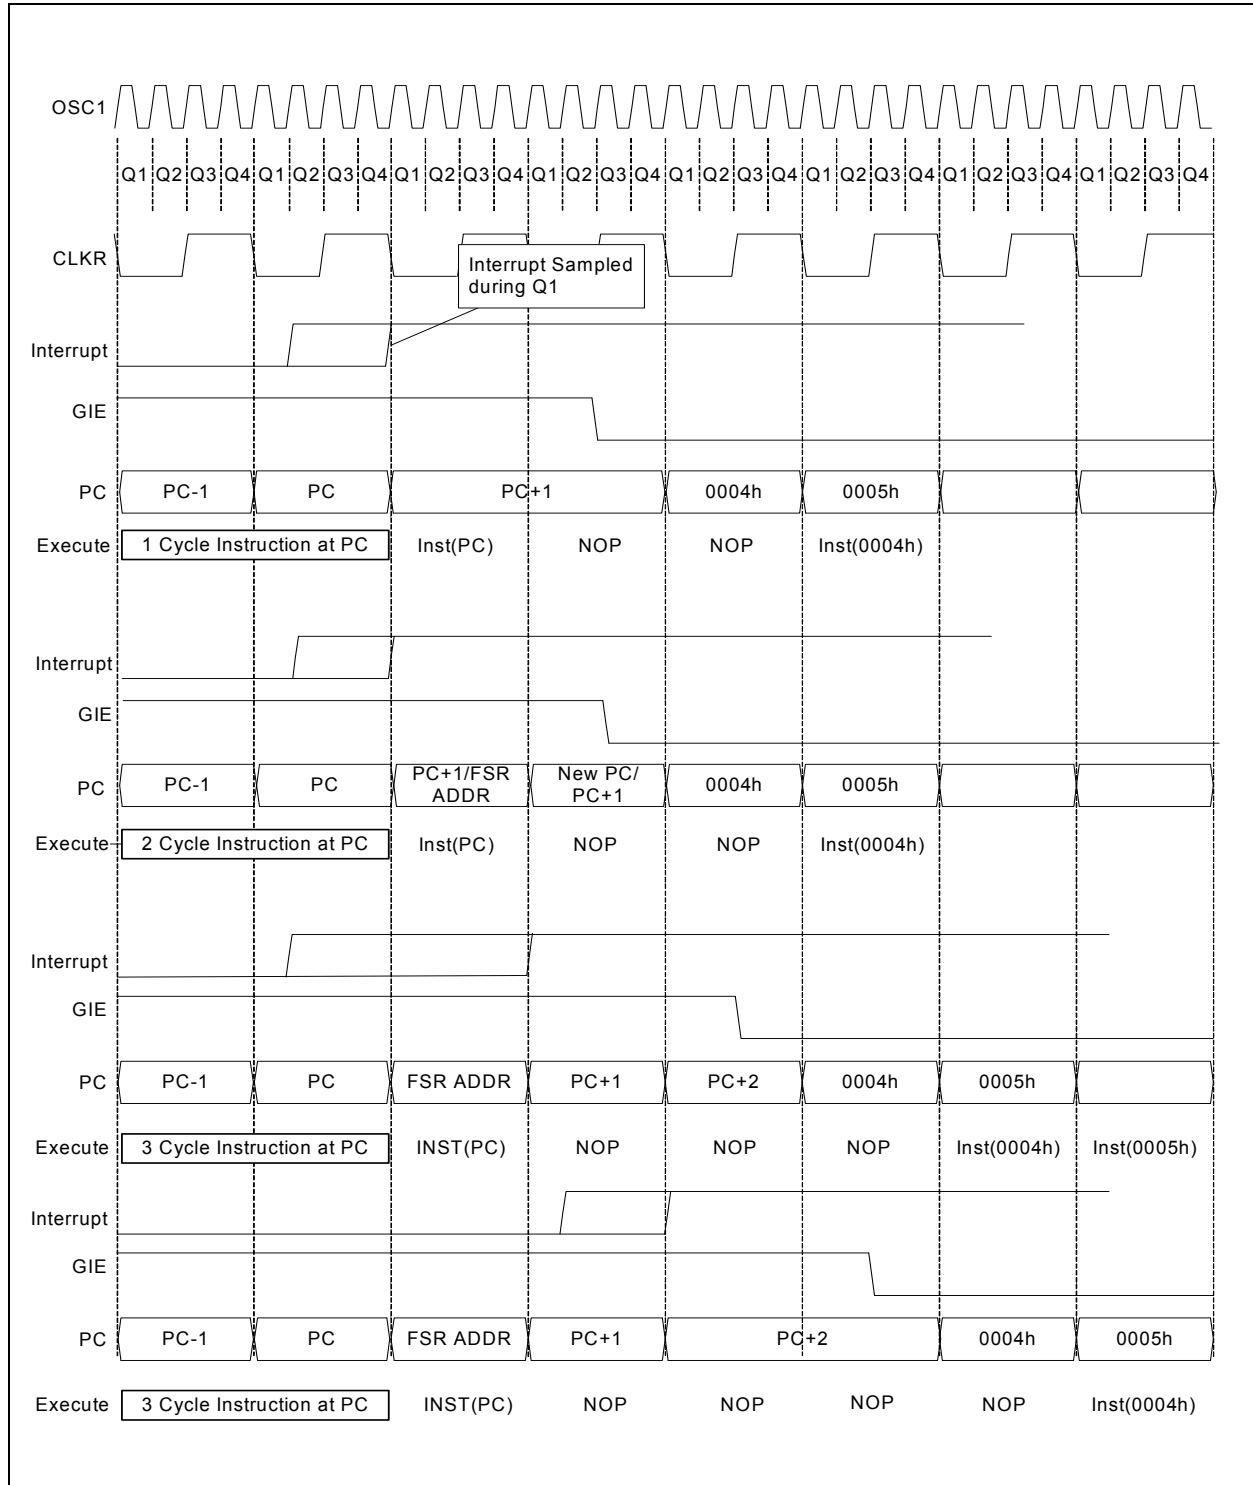 OSC1
Q1 Q2 Q3 Q4 Q1 Q2 Q3 Q4 Q1 Q2 Q3 Q4 Q1 Q2 Q3 Q4 Q1 Q2 Q3 Q4 Q1 Q2 Q3 Q4 Q1 Q2 Q3 Q4 Q1 Q2 Q3 Q4
CLKR
Interrupt Sampled
during Q1
Interrupt
GIE
PC PC-1 PC PC+1 0004h 0005h
Execute 1 Cycle Instruction at PC Inst(PC) NOP NOP Inst(0004h)
Interrupt
GIE
PC PC-1 PC PC+1/FSR ADDR New PC/ PC+1 0004h 0005h
Execute 2 Cycle Instruction at PC Inst(PC) NOP NOP Inst(0004h)
Interrupt
GIE
PC PC-1 PC FSR ADDR PC+1 PC+2 0004h 0005h
Execute 3 Cycle Instruction at PC INST(PC) NOP NOP NOP Inst(0004h) Inst(0005h)
Interrupt
GIE
PC PC-1 PC FSR ADDR PC+1 PC+2 0004h 0005h
Execute 3 Cycle Instruction at PC INST(PC) NOP NOP NOP NOP Inst(0004h)